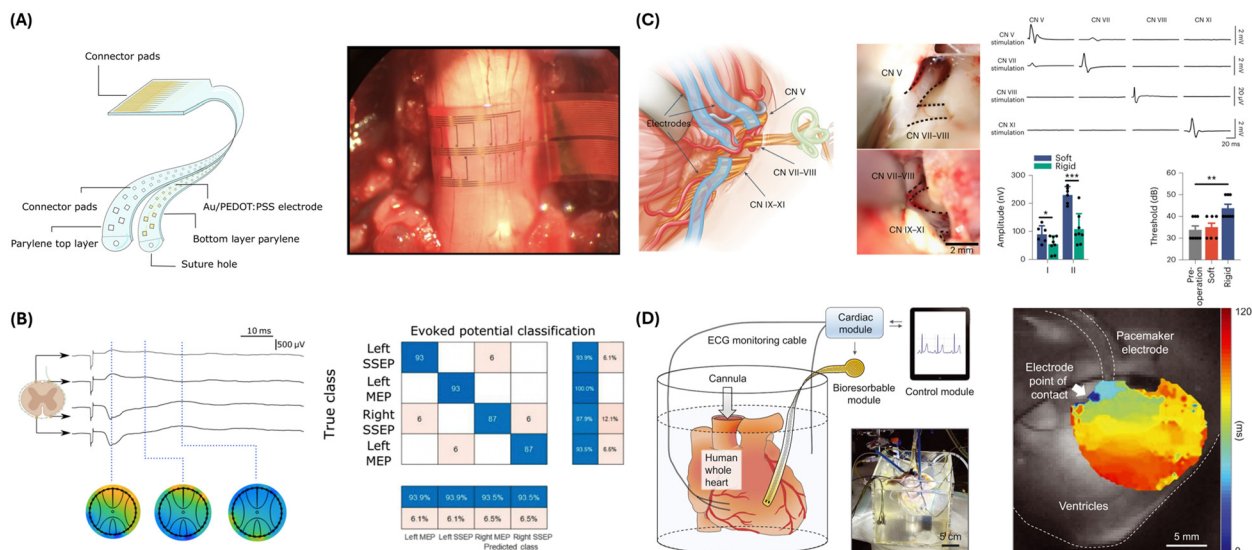 (A)
Connector pads
Connector pads
Parylene top layer
Au/PEDOT:PSS electrode
Bottom layer parylene
Suture hole
(B)
10 ms
500 µV
Evoked potential classification
True class
Left
SSEP
Left
MEP
Right
SSEP
Left
MEP
93
6
93
6
87
6
6
87
93.9%
6.1%
100.0%
87.9%
12.1%
93.5%
6.5%
93.9%
93.9%
93.5%
93.5%
6.1%
6.1%
6.5%
6.5%
Left MEP
Left SSEP
Right MEP
Right SSEP
Predicted class
(C)
Electrodes
CN V
CN VII–VIII
CN IX–XI
CN V
CN VII–VIII
CN VII–VIII
CN IX–XI
2 mm
CN V
CN VII
CN VIII
CN XI
CN V
stimulation
2 mV
CN VII
stimulation
2 mV
CN VIII
stimulation
20 µV
CN XI
stimulation
2 mV
20 ms
Soft
Rigid
Amplitude (nV)
300
200
100
0
*
***
I
II
Threshold (dB)
60
50
40
30
**
Pre-
operation
Soft
Rigid
(D)
ECG monitoring cable
Cardiac
module
Cannula
Bioresorbable
module
Control module
Human
whole
heart
5 cm
Pacemaker
electrode
Electrode
point of
contact
Ventricles
5 mm
120
(ms)
0